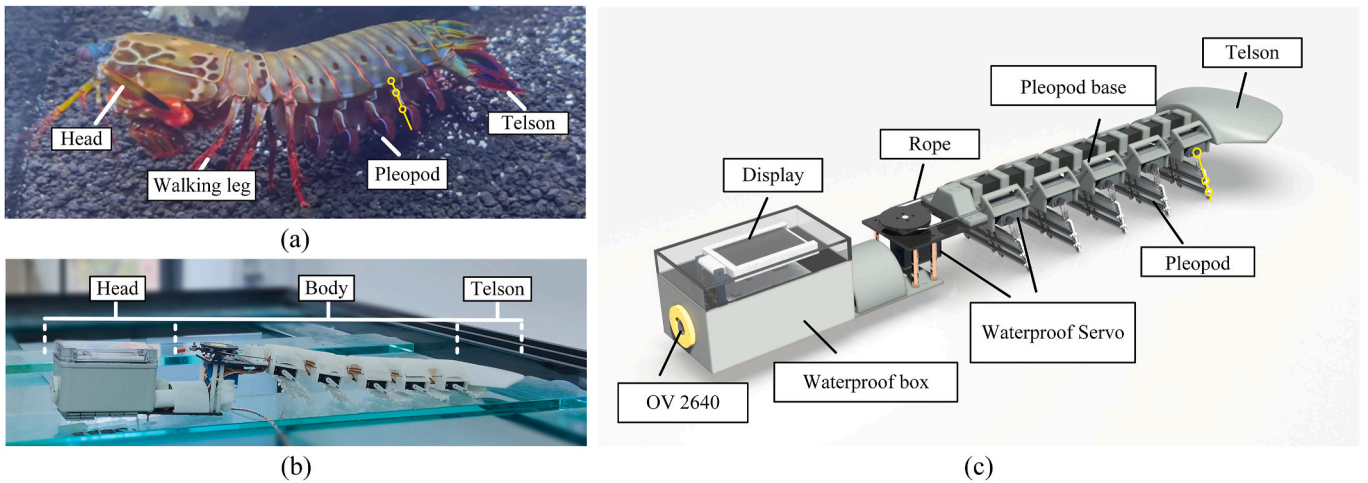 Head
Walking leg
Pleopod
Telson
(a)
Head
Body
Telson
(b)
Telson
Pleopod base
Rope
Display
Pleopod
Waterproof Servo
Waterproof box
OV 2640
(c)